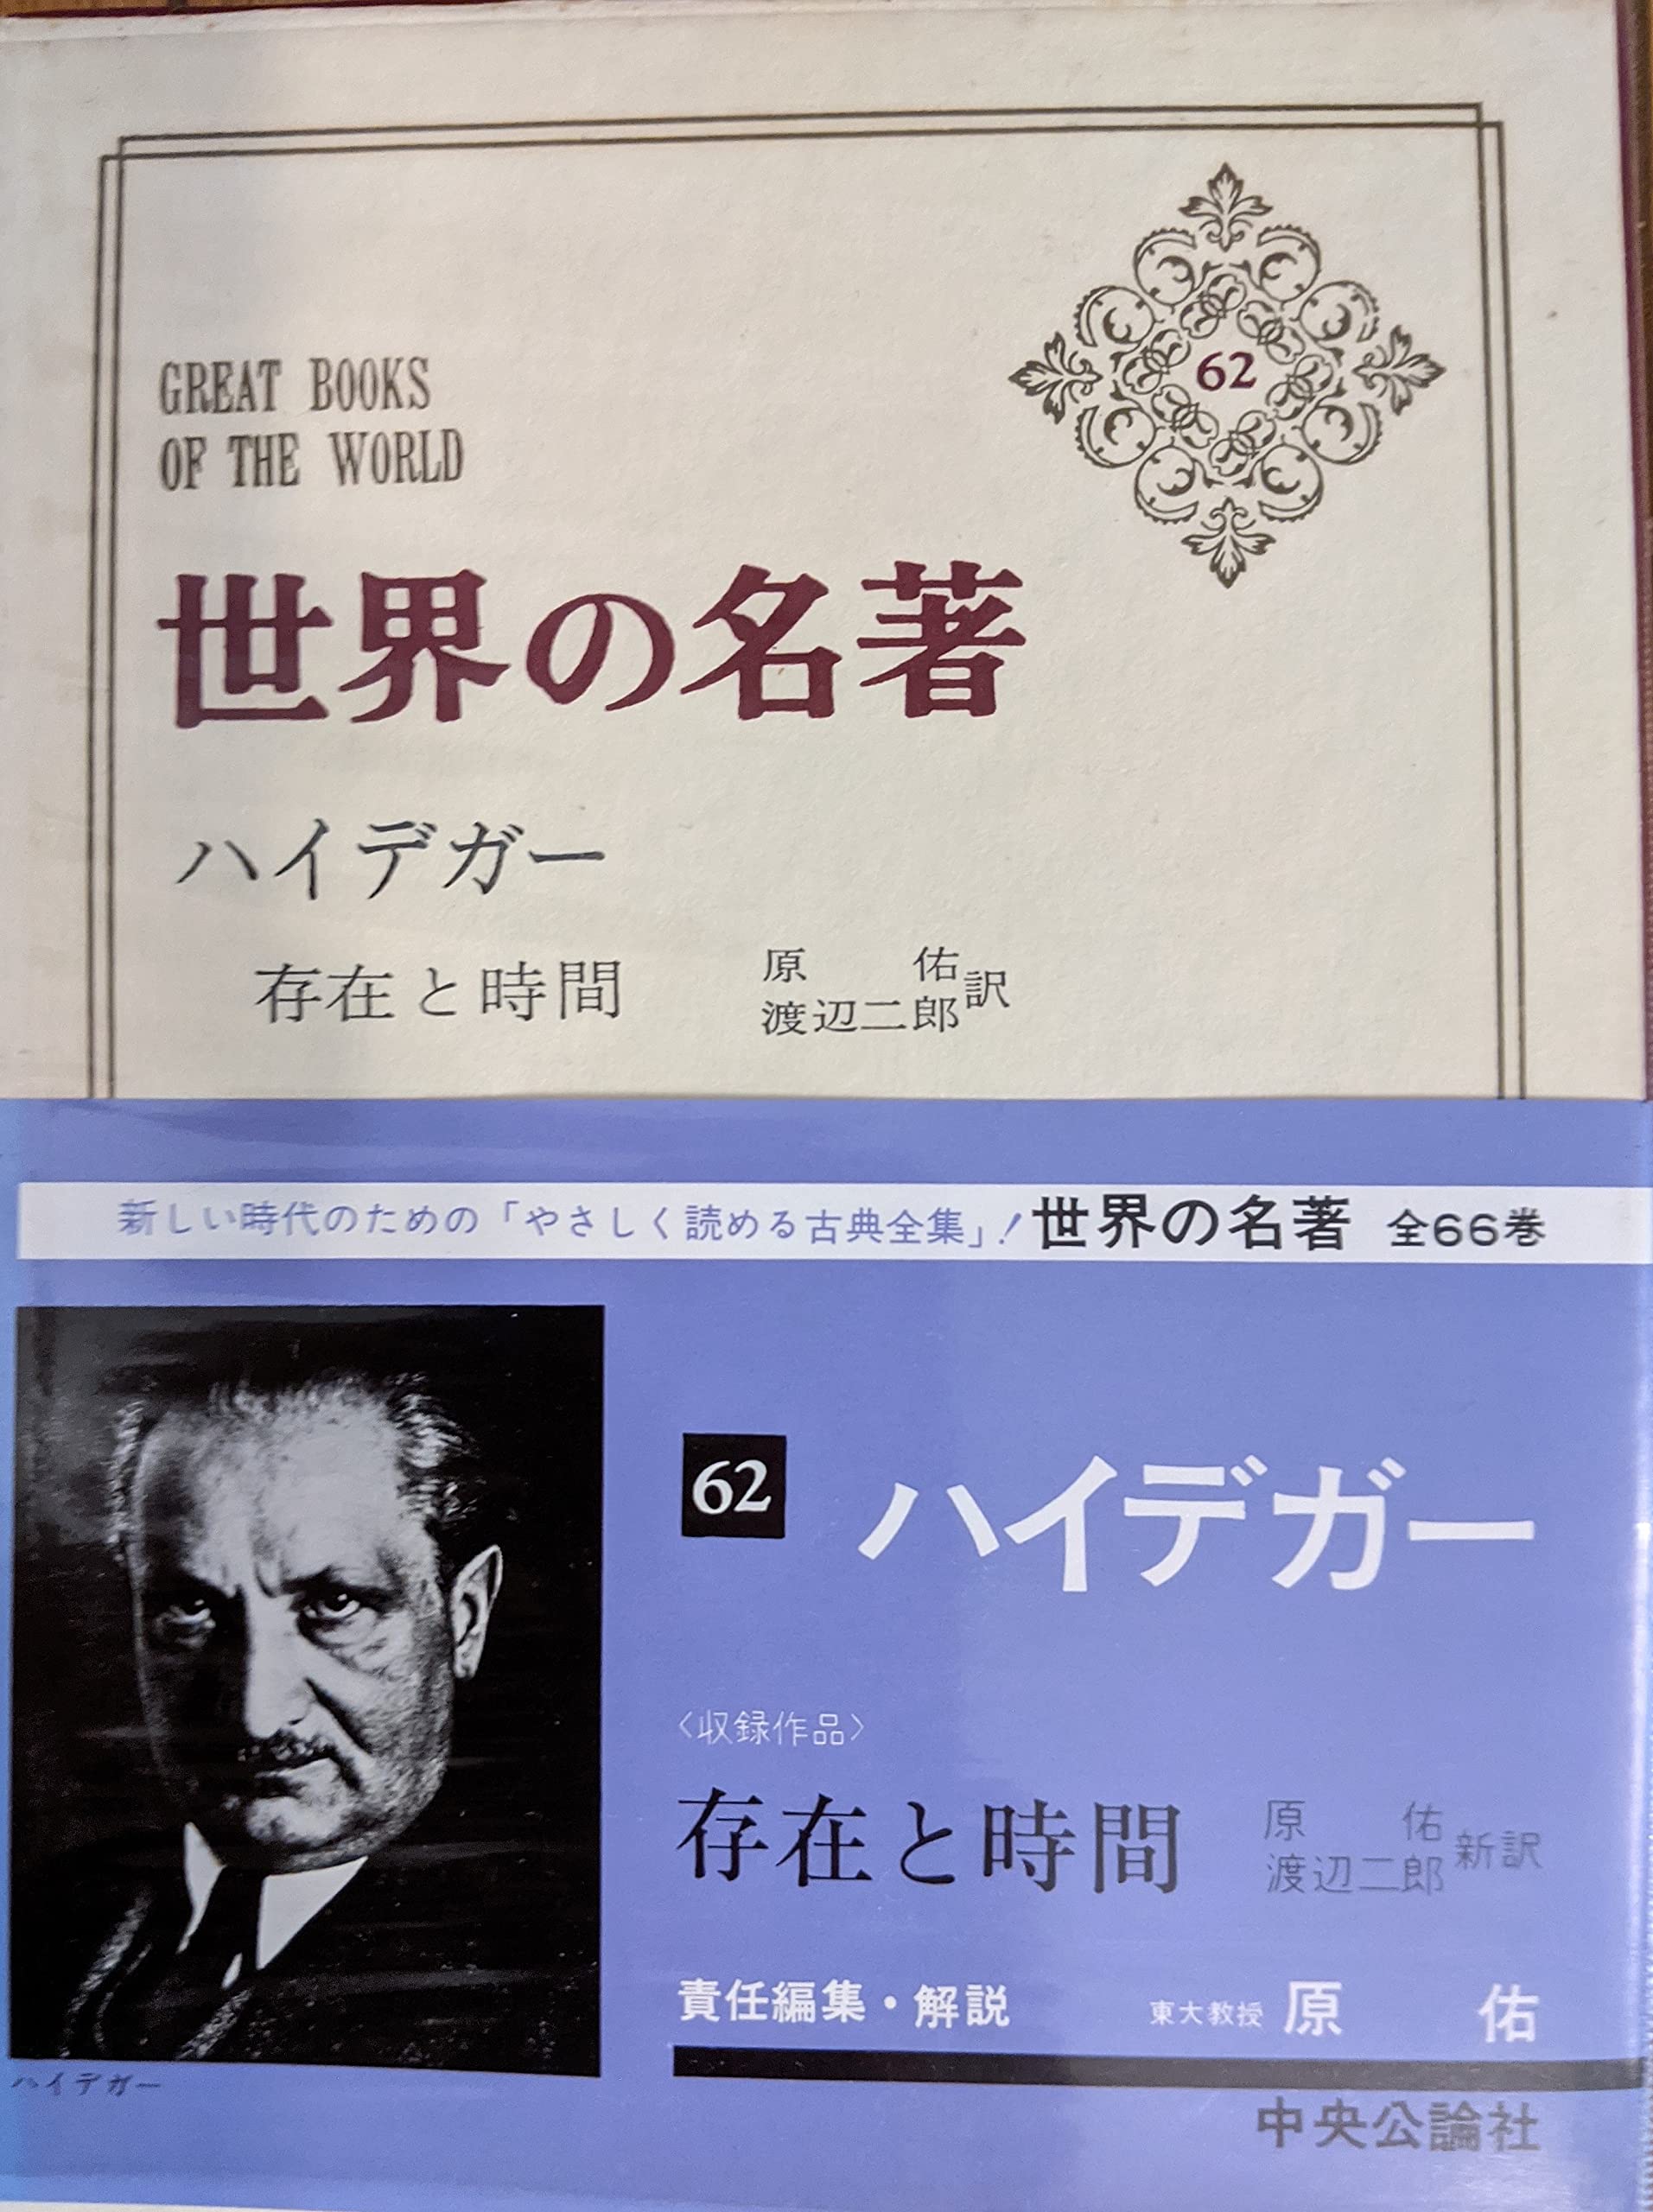 62
GREAT BOOKS
OF THE WORLD
世界の名著
ハイデガー
存在と時間 原 佑 渡辺二郎 訳
新しい時代のための「やさしく読める古典全集」! 世界の名著 全66巻
62 ハイデガー
〈収録作品〉
存在と時間 原 佑 渡辺二郎 新訳
責任編集・解説 東大教授 原 佑
ハイデガー
中央公論社